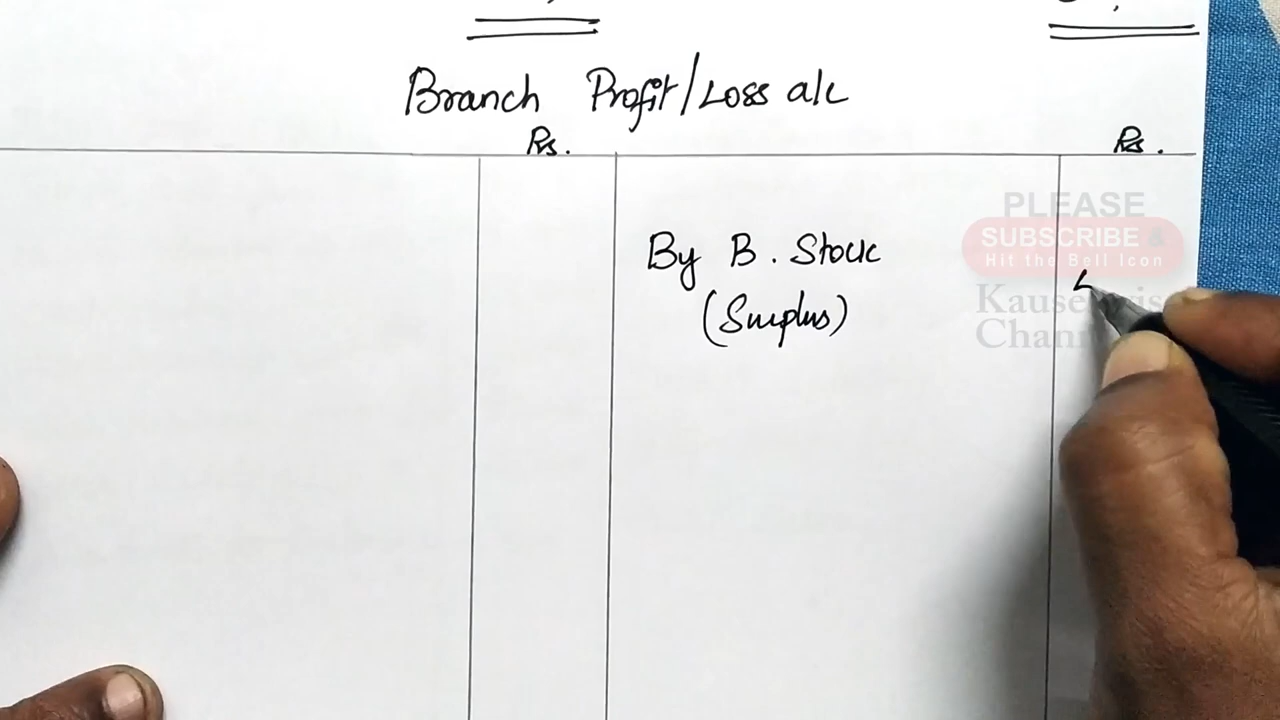 Branch Profit/Loss a/c
Rs. Rs.
PLEASE
SUBSCRIBE &
Hit the Bell Icon
By B. Stock
(Surplus)